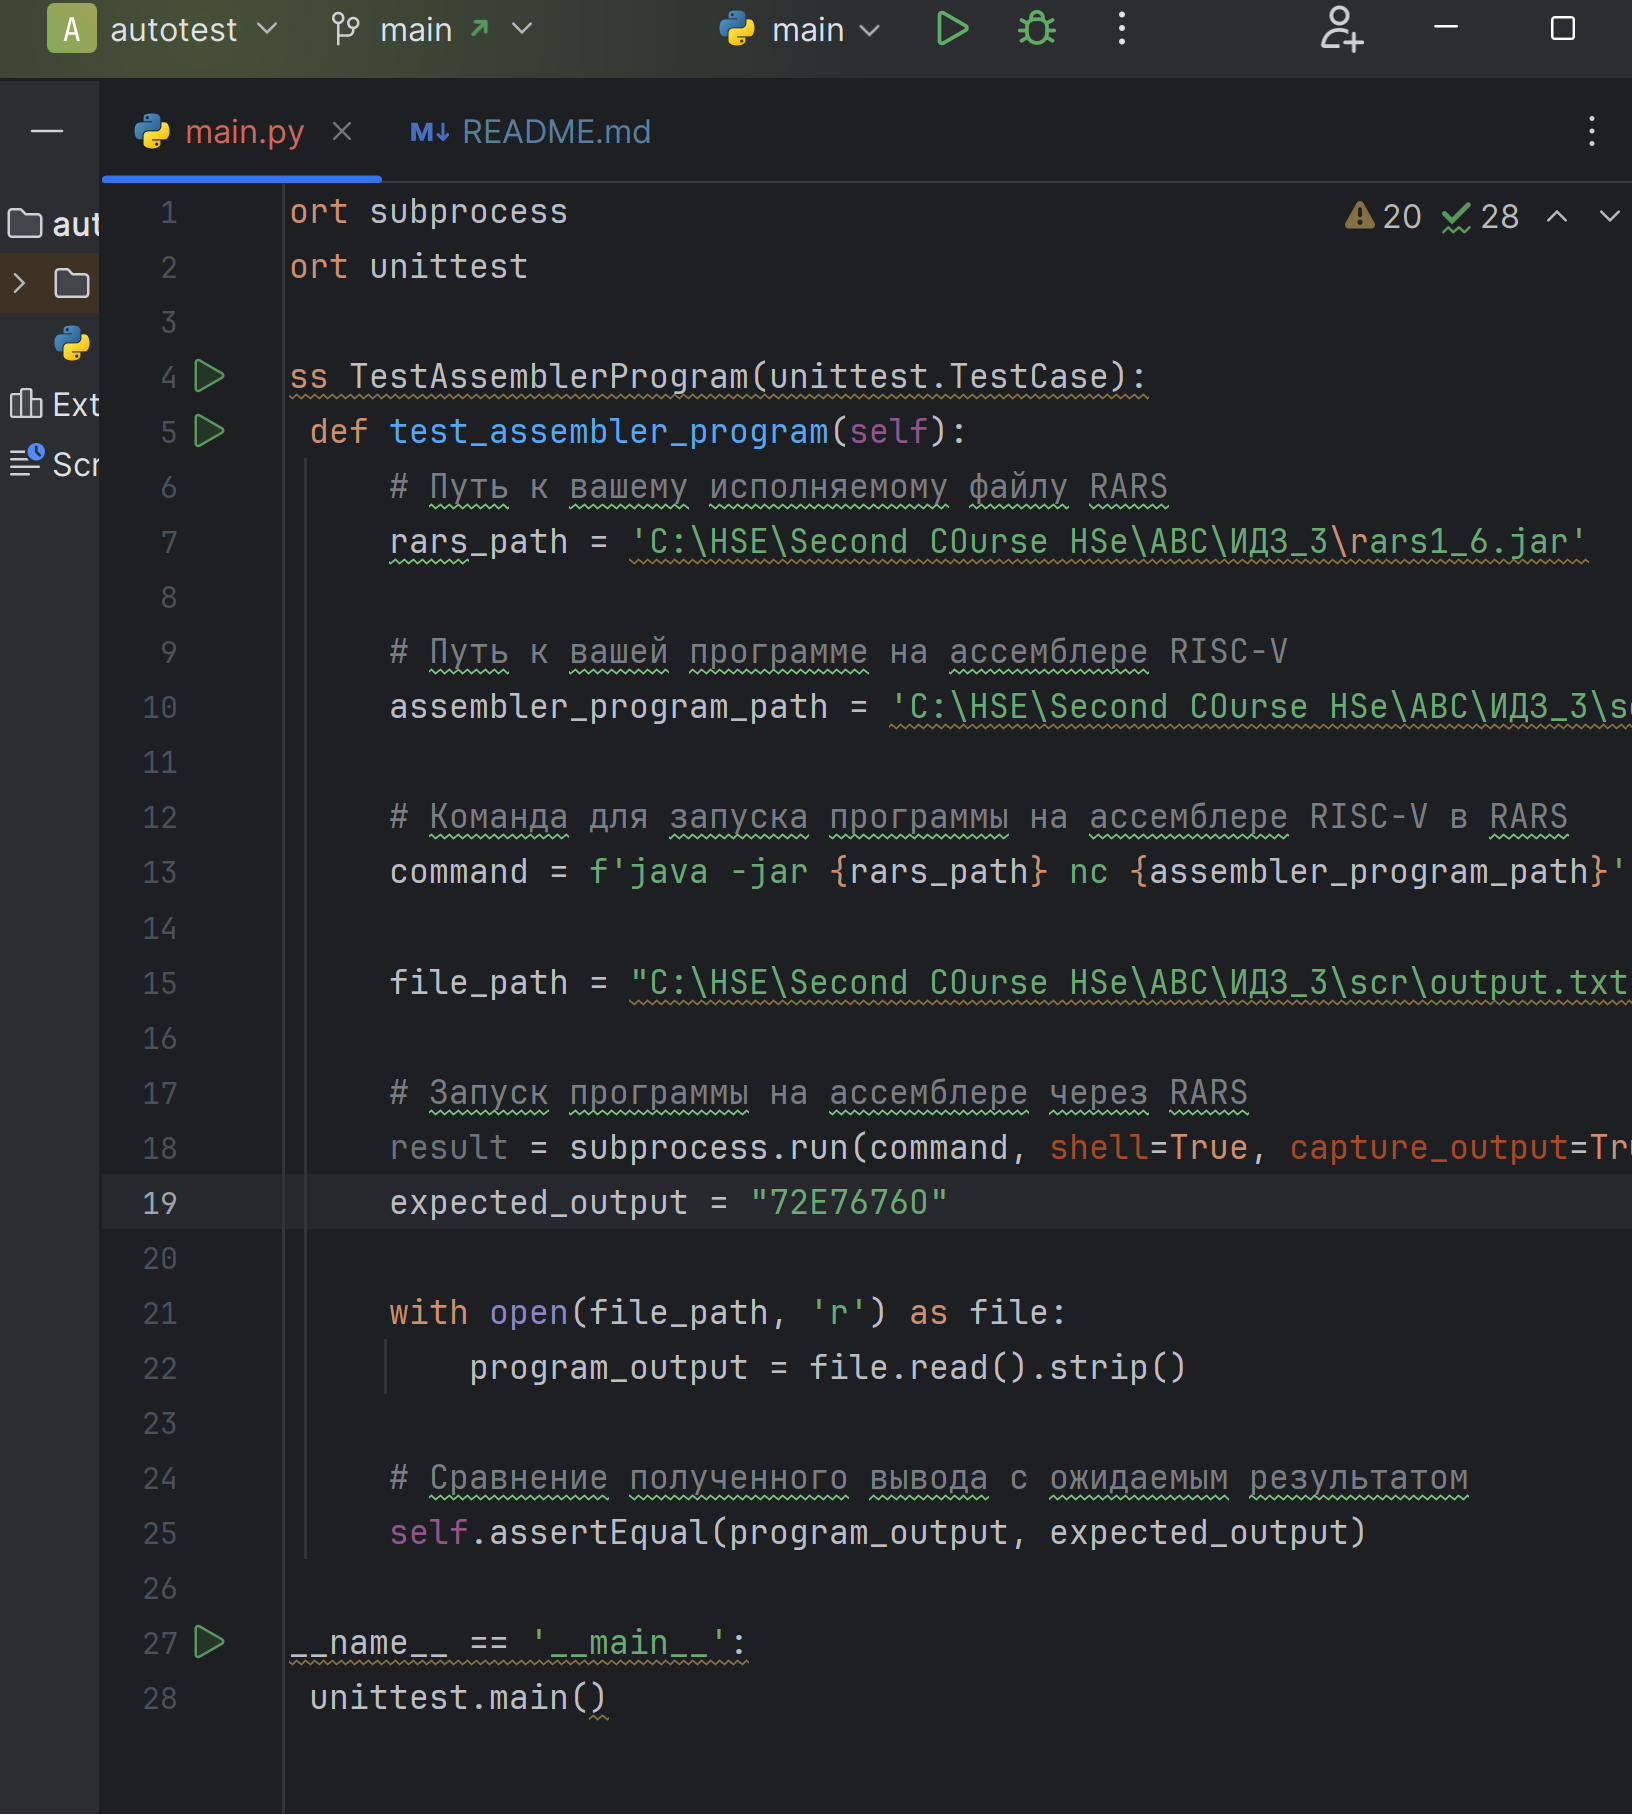 A autotest main main
main.py README.md
aut
Ext
Scr
20 28
1 ort subprocess
2 ort unittest
3
4 ss TestAssemblerProgram(unittest.TestCase):
5 def test_assembler_program(self):
6 # Путь к вашему исполняемому файлу RARS
7 rars_path = 'C:\HSE\Second COurse HSe\ABC\ИДЗ_3\rars1_6.jar'
8
9 # Путь к вашей программе на ассемблере RISC-V
10 assembler_program_path = 'C:\HSE\Second COurse HSe\ABC\ИДЗ_3\sc
11
12 # Команда для запуска программы на ассемблере RISC-V в RARS
13 command = f'java -jar {rars_path} nc {assembler_program_path}'
14
15 file_path = "C:\HSE\Second COurse HSe\ABC\ИДЗ_3\scr\output.txt
16
17 # Запуск программы на ассемблере через RARS
18 result = subprocess.run(command, shell=True, capture_output=Tru
19 expected_output = "72E76760"
20
21 with open(file_path, 'r') as file:
22 program_output = file.read().strip()
23
24 # Сравнение полученного вывода с ожидаемым результатом
25 self.assertEqual(program_output, expected_output)
26
27 __name__ == '__main__':
28 unittest.main()